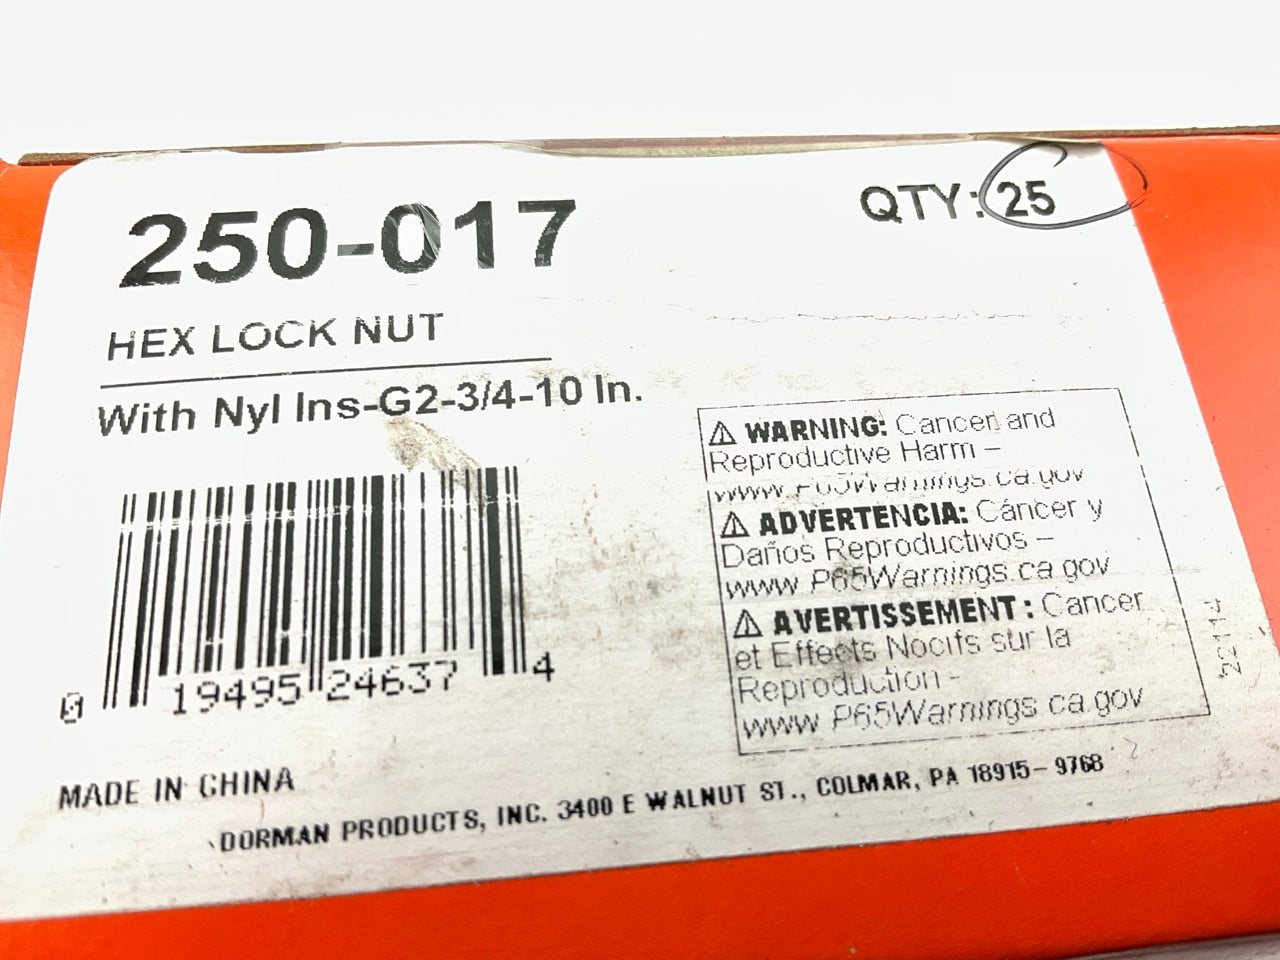 250-017
QTY: 25
HEX LOCK NUT
With Nyl Ins-G2-3/4-10 In.
⚠ WARNING: Cancer and
Reproductive Harm –
www.P65Warnings.ca.gov
⚠ ADVERTENCIA: Cáncer y
Daños Reproductivos –
www.P65Warnings.ca.gov
⚠ AVERTISSEMENT: Cancer
et Effects Nocifs sur la
Reproduction -
www.P65Warnings.ca.gov
0 19495 24637 4
MADE IN CHINA
DORMAN PRODUCTS, INC. 3400 E WALNUT ST., COLMAR, PA 18915-9768